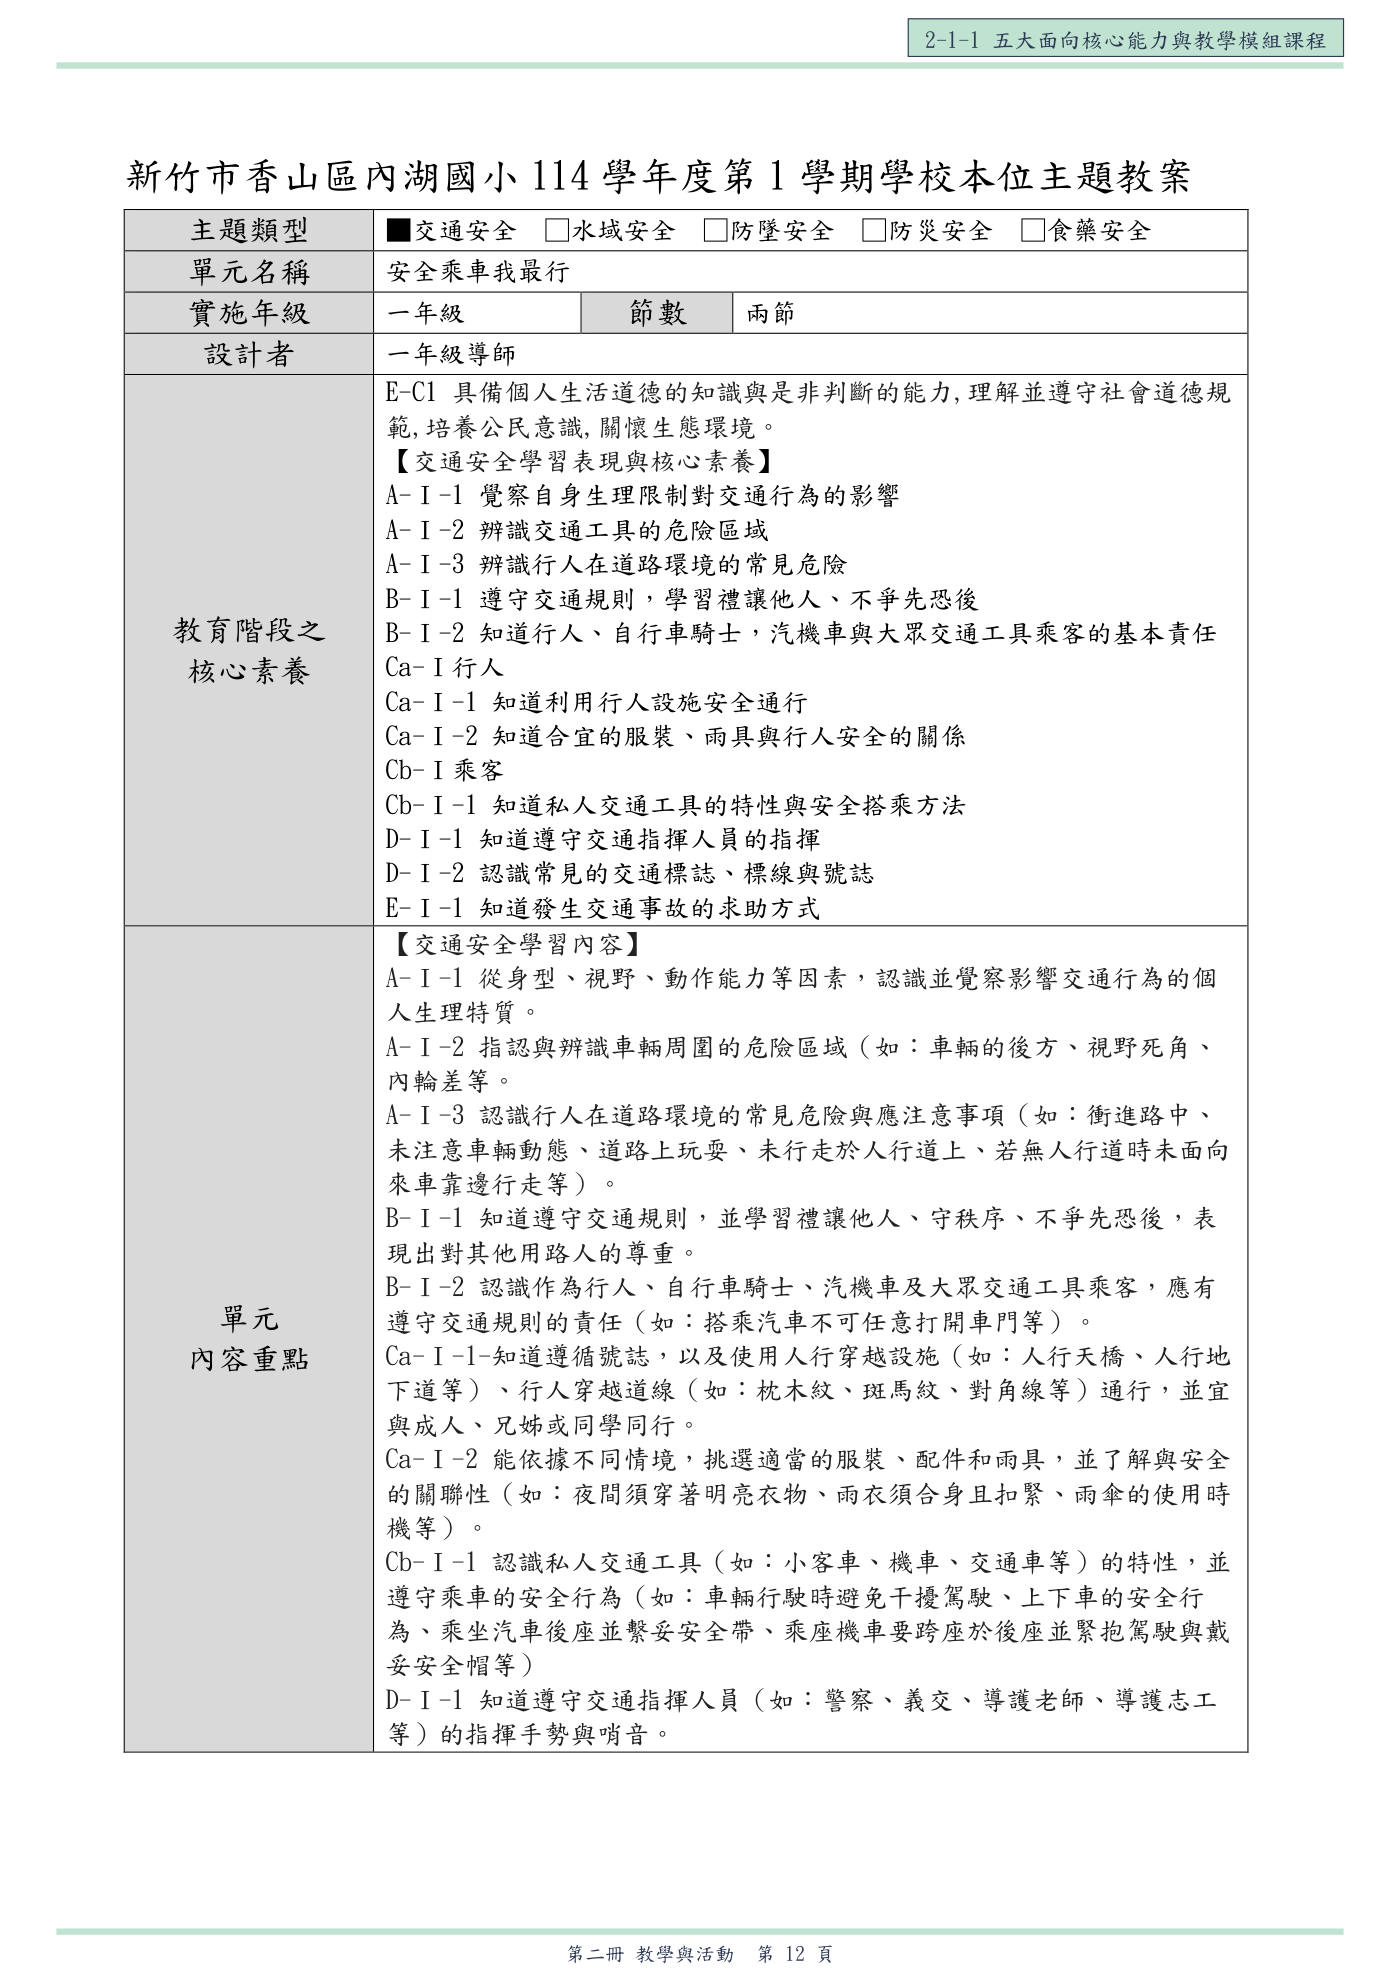 2-1-1 五大面向核心能力與教學模組課程
新竹市香山區內湖國小 114 學年度第 1 學期學校本位主題教案
主題類型 ■交通安全 □水域安全 □防墜安全 □防災安全 □食藥安全
單元名稱 安全乘車我最行
實施年級 一年級 節數 兩節
設計者 一年級導師
教育階段之
核心素養
E-C1 具備個人生活道德的知識與是非判斷的能力,理解並遵守社會道德規
範,培養公民意識,關懷生態環境。
【交通安全學習表現與核心素養】
A-Ⅰ-1 覺察自身生理限制對交通行為的影響
A-Ⅰ-2 辨識交通工具的危險區域
A-Ⅰ-3 辨識行人在道路環境的常見危險
B-Ⅰ-1 遵守交通規則，學習禮讓他人、不爭先恐後
B-Ⅰ-2 知道行人、自行車騎士，汽機車與大眾交通工具乘客的基本責任
Ca-Ⅰ行人
Ca-Ⅰ-1 知道利用行人設施安全通行
Ca-Ⅰ-2 知道合宜的服裝、雨具與行人安全的關係
Cb-Ⅰ乘客
Cb-Ⅰ-1 知道私人交通工具的特性與安全搭乘方法
D-Ⅰ-1 知道遵守交通指揮人員的指揮
D-Ⅰ-2 認識常見的交通標誌、標線與號誌
E-Ⅰ-1 知道發生交通事故的求助方式
單元
內容重點
【交通安全學習內容】
A-Ⅰ-1 從身型、視野、動作能力等因素，認識並覺察影響交通行為的個
人生理特質。
A-Ⅰ-2 指認與辨識車輛周圍的危險區域（如：車輛的後方、視野死角、
內輪差等。
A-Ⅰ-3 認識行人在道路環境的常見危險與應注意事項（如：衝進路中、
未注意車輛動態、道路上玩耍、未行走於人行道上、若無人行道時未面向
來車靠邊行走等）。
B-Ⅰ-1 知道遵守交通規則，並學習禮讓他人、守秩序、不爭先恐後，表
現出對其他用路人的尊重。
B-Ⅰ-2 認識作為行人、自行車騎士、汽機車及大眾交通工具乘客，應有
遵守交通規則的責任（如：搭乘汽車不可任意打開車門等）。
Ca-Ⅰ-1-知道遵循號誌，以及使用人行穿越設施（如：人行天橋、人行地
下道等）、行人穿越道線（如：枕木紋、斑馬紋、對角線等）通行，並宜
與成人、兄姊或同學同行。
Ca-Ⅰ-2 能依據不同情境，挑選適當的服裝、配件和雨具，並了解與安全
的關聯性（如：夜間須穿著明亮衣物、雨衣須合身且扣緊、雨傘的使用時
機等）。
Cb-Ⅰ-1 認識私人交通工具（如：小客車、機車、交通車等）的特性，並
遵守乘車的安全行為（如：車輛行駛時避免干擾駕駛、上下車的安全行
為、乘坐汽車後座並繫妥安全帶、乘座機車要跨座於後座並緊抱駕駛與戴
妥安全帽等）
D-Ⅰ-1 知道遵守交通指揮人員（如：警察、義交、導護老師、導護志工
等）的指揮手勢與哨音。
第二冊 教學與活動 第 12 頁